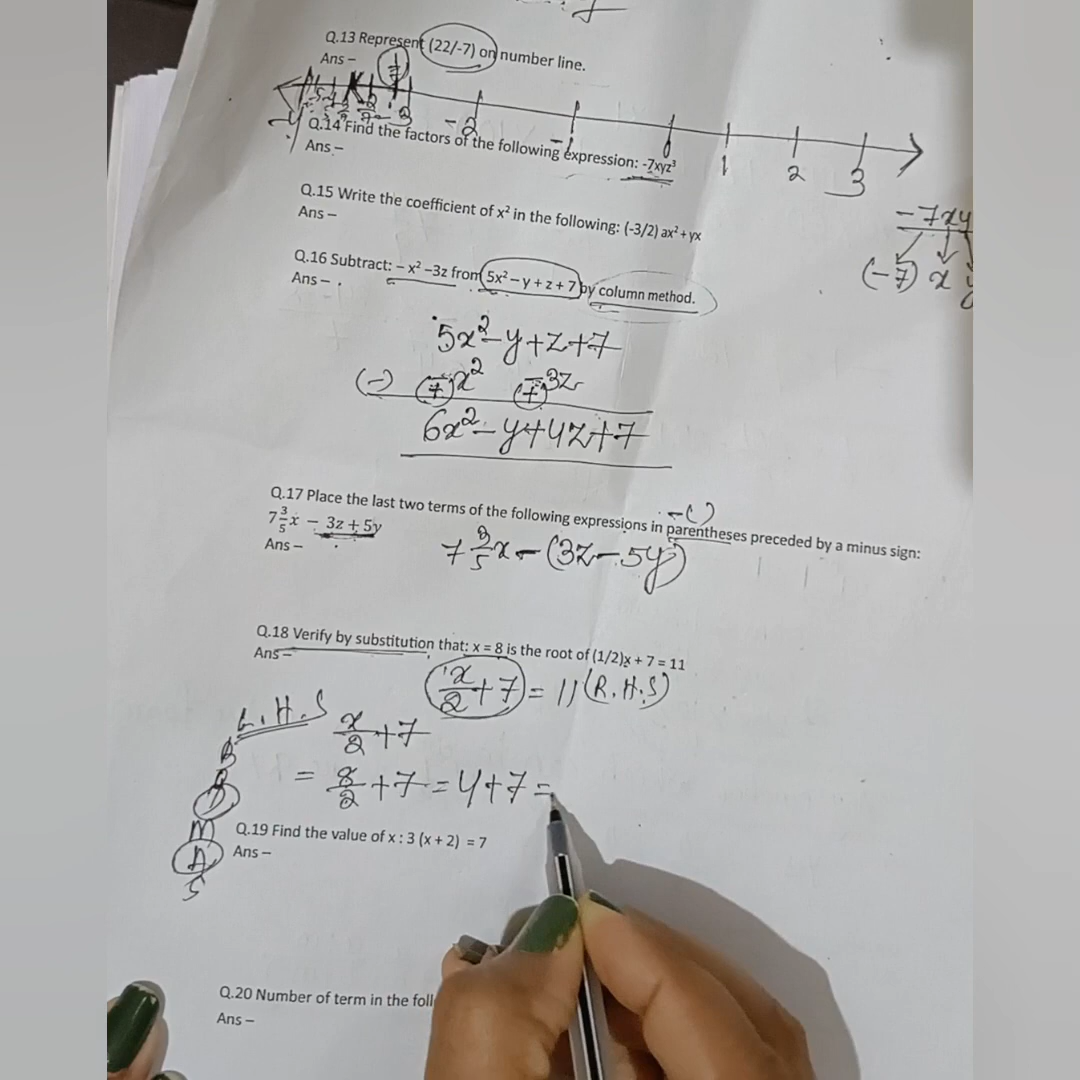 Q.13 Represent (22/-7) on number line.
Ans –
-2 -1 0 1 2 3
Q.14 Find the factors of the following expression: -7xyz³
Ans –
Q.15 Write the coefficient of x² in the following: (-3/2) ax² + yx
Ans –
-7xy
(-7) x y
Q.16 Subtract: – x² –3z from 5x² – y + z + 7 by column method.
Ans –
5x² - y + z + 7
(-) x² 3z
6x² - y + 4z + 7
Q.17 Place the last two terms of the following expressions in parentheses preceded by a minus sign:
-( )
7 3/5 x – 3z + 5y
Ans –
7 3/5 x - (3z - 5y)
Q.18 Verify by substitution that: x = 8 is the root of (1/2)x + 7 = 11
Ans –
x/2 + 7 = 11 (R.H.S)
L.H.S x/2 + 7
= 8/2 + 7 = 4 + 7 =
B
D
M
A
S
Q.19 Find the value of x : 3 (x + 2) = 7
Ans –
Q.20 Number of term in the foll
Ans –